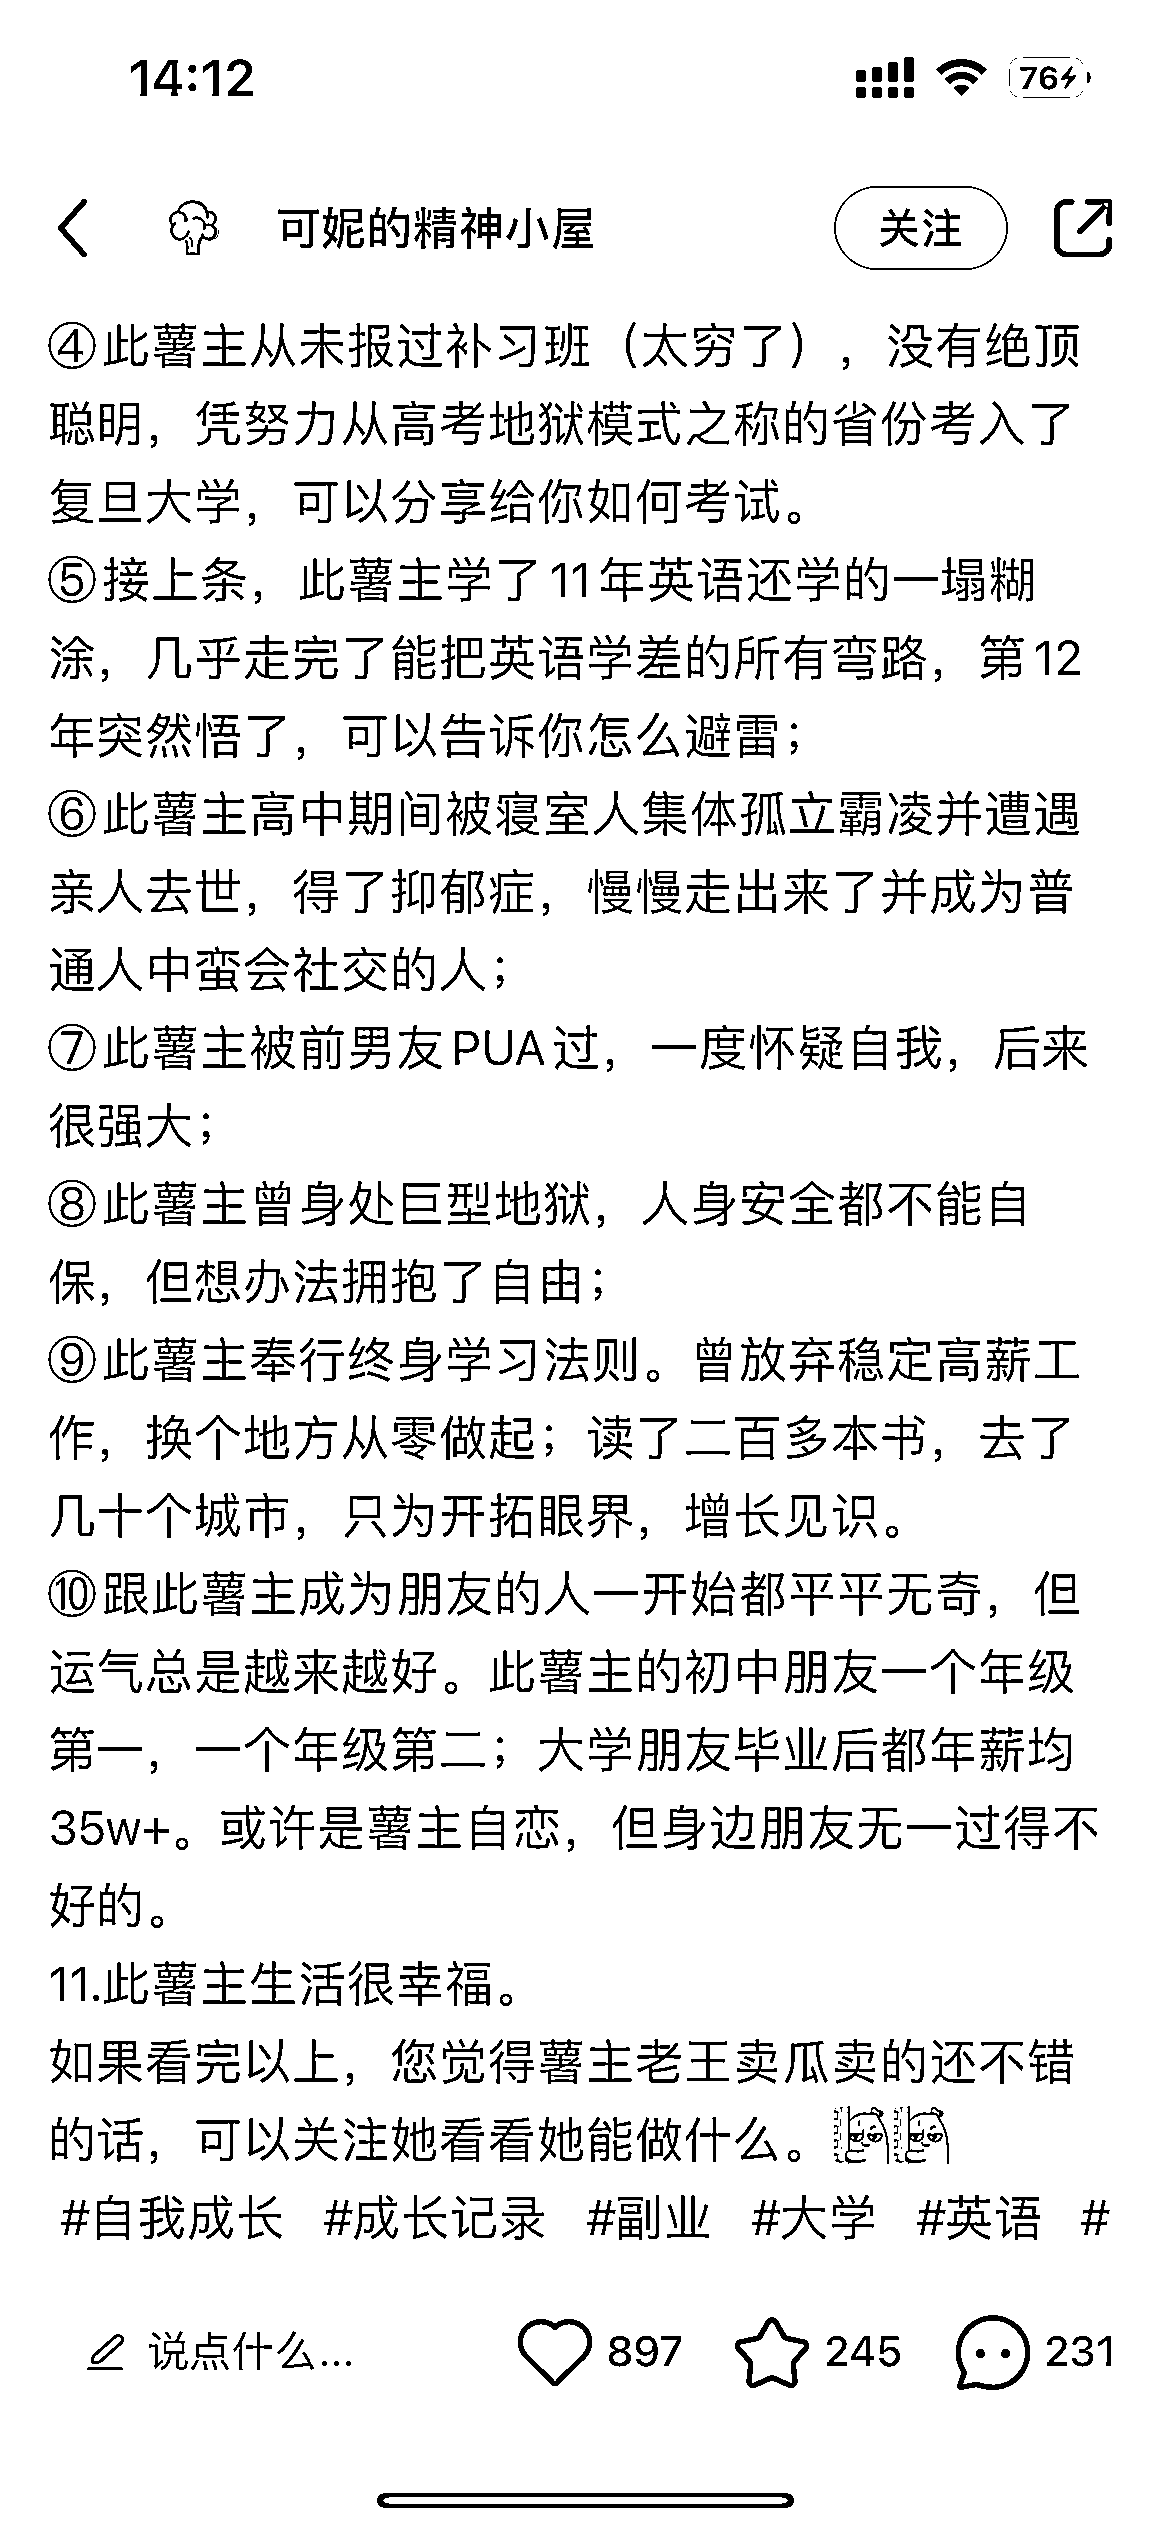 14:12
76
可妮的精神小屋
关注
④此薯主从未报过补习班（太穷了），没有绝顶
聪明，凭努力从高考地狱模式之称的省份考入了
复旦大学，可以分享给你如何考试。
⑤接上条，此薯主学了11年英语还学的一塌糊
涂，几乎走完了能把英语学差的所有弯路，第12
年突然悟了，可以告诉你怎么避雷；
⑥此薯主高中期间被寝室人集体孤立霸凌并遭遇
亲人去世，得了抑郁症，慢慢走出来了并成为普
通人中蛮会社交的人；
⑦此薯主被前男友PUA过，一度怀疑自我，后来
很强大；
⑧此薯主曾身处巨型地狱，人身安全都不能自
保，但想办法拥抱了自由；
⑨此薯主奉行终身学习法则。曾放弃稳定高薪工
作，换个地方从零做起；读了二百多本书，去了
几十个城市，只为开拓眼界，增长见识。
⑩跟此薯主成为朋友的人一开始都平平无奇，但
运气总是越来越好。此薯主的初中朋友一个年级
第一，一个年级第二；大学朋友毕业后都年薪均
35w+。或许是薯主自恋，但身边朋友无一过得不
好的。
11.此薯主生活很幸福。
如果看完以上，您觉得薯主老王卖瓜卖的还不错
的话，可以关注她看看她能做什么。
#自我成长 #成长记录 #副业 #大学 #英语 #
说点什么...
897
245
231